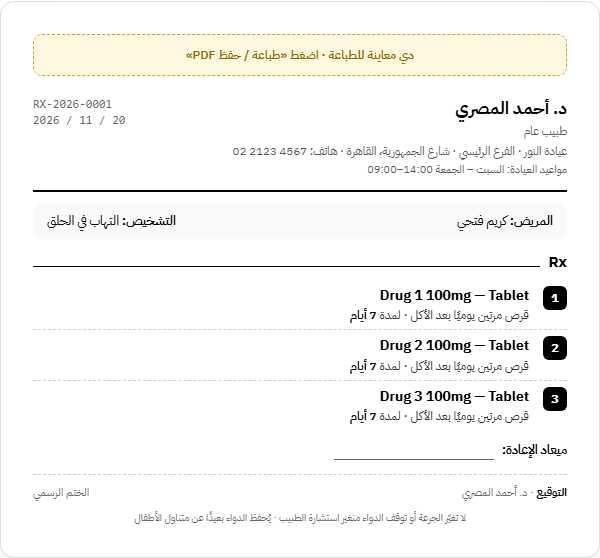 دي معاينة للطباعة · اضغط «طباعة / حفظ PDF»
د. أحمد المصري
RX-2026-0001
طبيب عام
2026 / 11 / 20
عيادة النور · الفرع الرئيسي · شارع الجمهورية، القاهرة · هاتف: 02 2123 4567
مواعيد العيادة: السبت – الجمعة 09:00–14:00
المريض: كريم فتحي
التشخيص: التهاب في الحلق
Rx
1
Drug 1 100mg — Tablet
قرص مرتين يوميًا بعد الأكل · لمدة 7 أيام
2
Drug 2 100mg — Tablet
قرص مرتين يوميًا بعد الأكل · لمدة 7 أيام
3
Drug 3 100mg — Tablet
قرص مرتين يوميًا بعد الأكل · لمدة 7 أيام
ميعاد الإعادة:
التوقيع · د. أحمد المصري
الختم الرسمي
لا تغيّر الجرعة أو توقف الدواء منغير استشارة الطبيب · يُحفظ الدواء بعيدًا عن متناول الأطفال